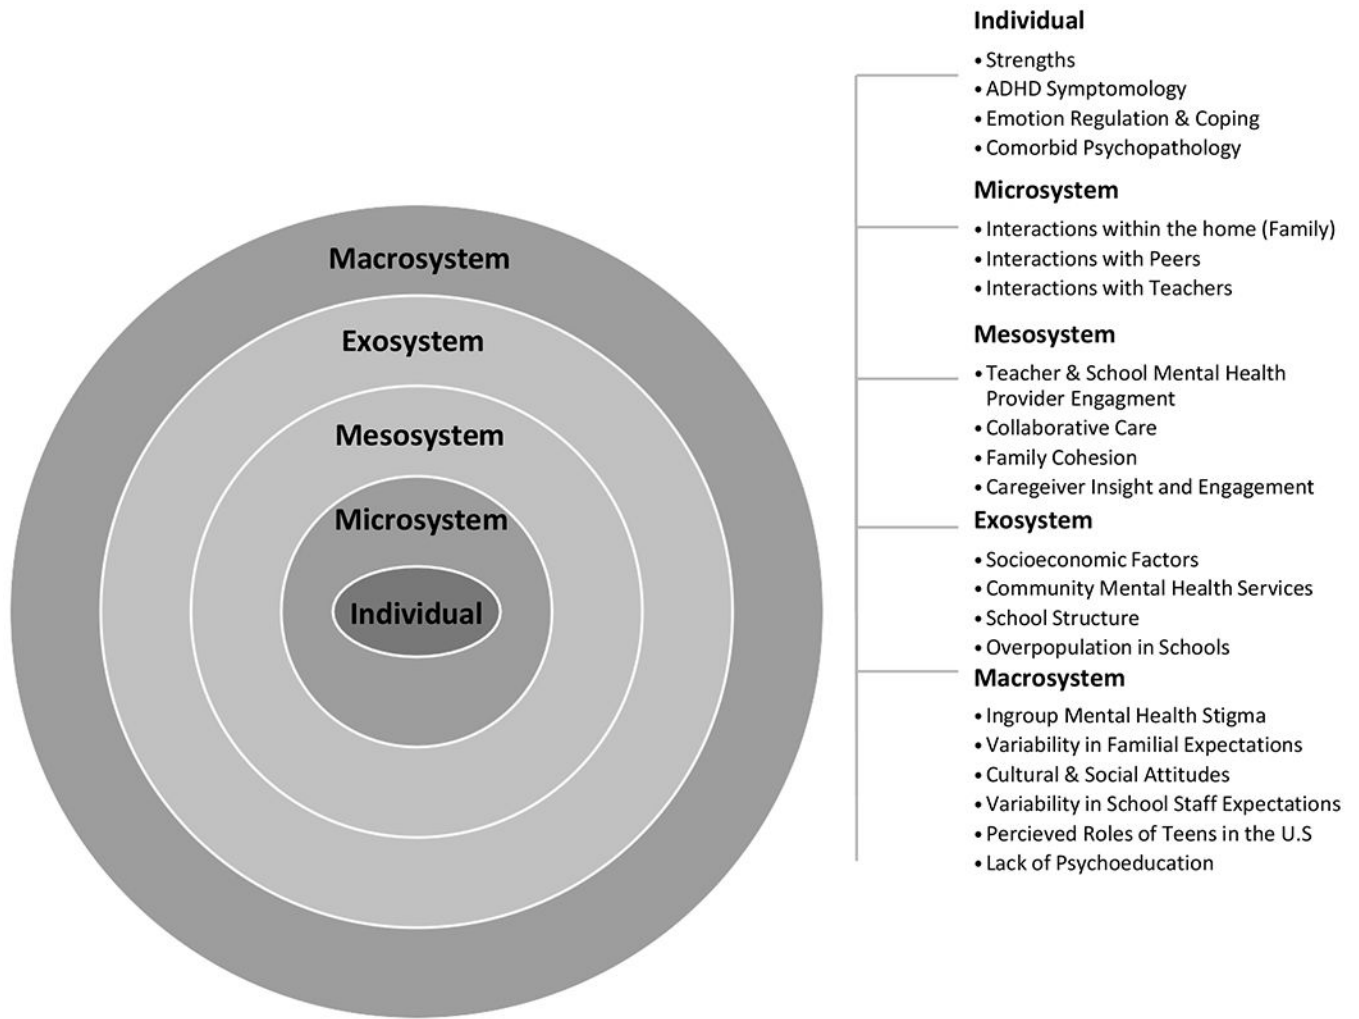 Macrosystem
Exosystem
Mesosystem
Microsystem
Individual
Individual
• Strengths
• ADHD Symptomology
• Emotion Regulation & Coping
• Comorbid Psychopathology
Microsystem
• Interactions within the home (Family)
• Interactions with Peers
• Interactions with Teachers
Mesosystem
• Teacher & School Mental Health
Provider Engagment
• Collaborative Care
• Family Cohesion
• Caregeiver Insight and Engagement
Exosystem
• Socioeconomic Factors
• Community Mental Health Services
• School Structure
• Overpopulation in Schools
Macrosystem
• Ingroup Mental Health Stigma
• Variability in Familial Expectations
• Cultural & Social Attitudes
• Variability in School Staff Expectations
• Percieved Roles of Teens in the U.S
• Lack of Psychoeducation